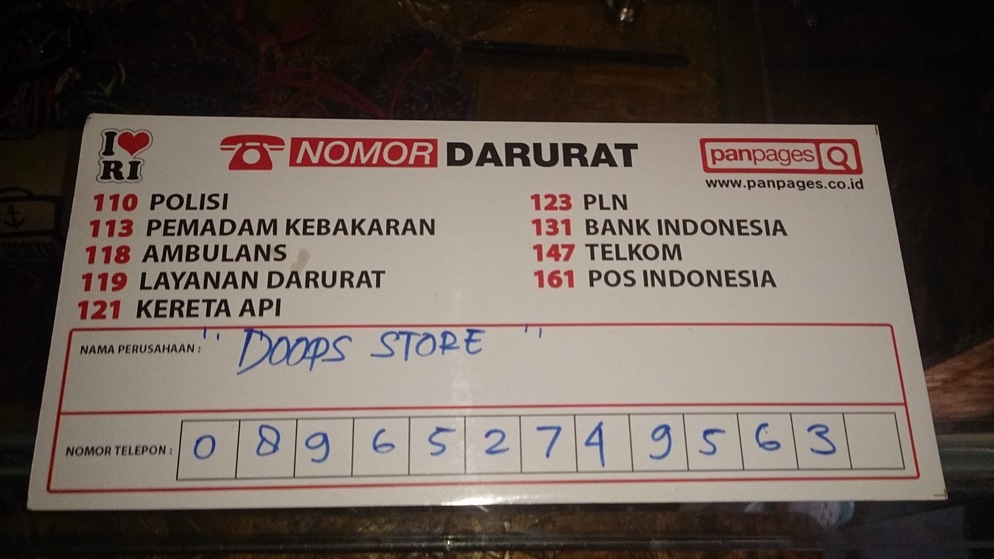 I ❤ RI
NOMOR DARURAT
panpages
www.panpages.co.id
110 POLISI
113 PEMADAM KEBAKARAN
118 AMBULANS
119 LAYANAN DARURAT
121 KERETA API
123 PLN
131 BANK INDONESIA
147 TELKOM
161 POS INDONESIA
NAMA PERUSAHAAN : "DOOPS STORE"
NOMOR TELEPON : 0 8 9 6 5 2 7 4 9 5 6 3